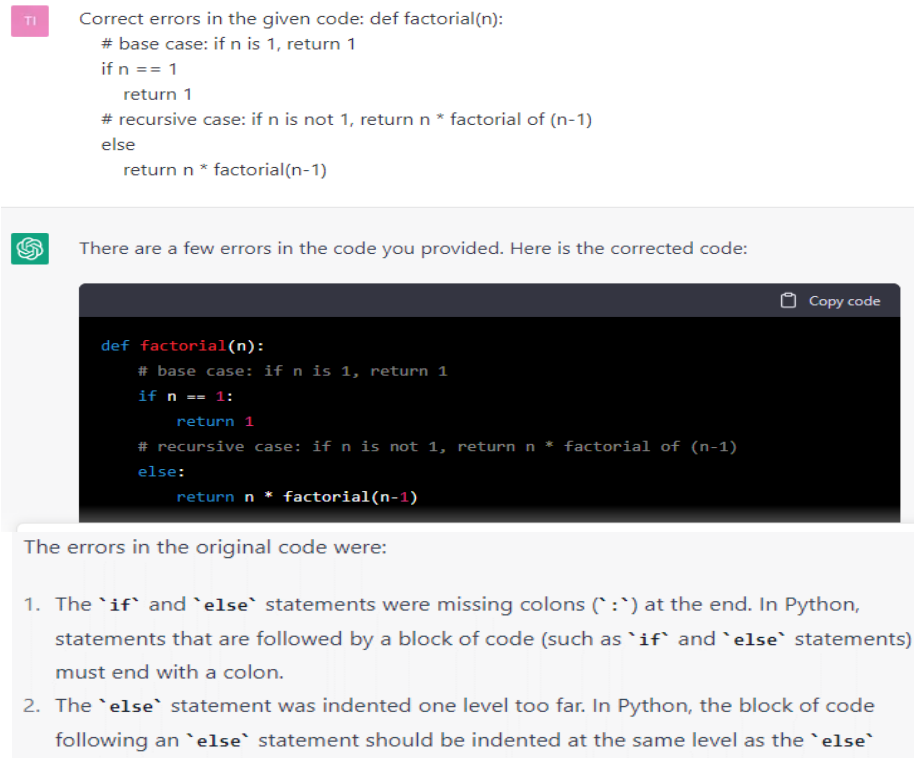 TI
Correct errors in the given code: def factorial(n):
# base case: if n is 1, return 1
if n == 1
return 1
# recursive case: if n is not 1, return n * factorial of (n-1)
else
return n * factorial(n-1)
There are a few errors in the code you provided. Here is the corrected code:
Copy code
def factorial(n):
# base case: if n is 1, return 1
if n == 1:
return 1
# recursive case: if n is not 1, return n * factorial of (n-1)
else:
return n * factorial(n-1)
The errors in the original code were:
1. The `if` and `else` statements were missing colons (`:`) at the end. In Python,
statements that are followed by a block of code (such as `if` and `else` statements)
must end with a colon.
2. The `else` statement was indented one level too far. In Python, the block of code
following an `else` statement should be indented at the same level as the `else`